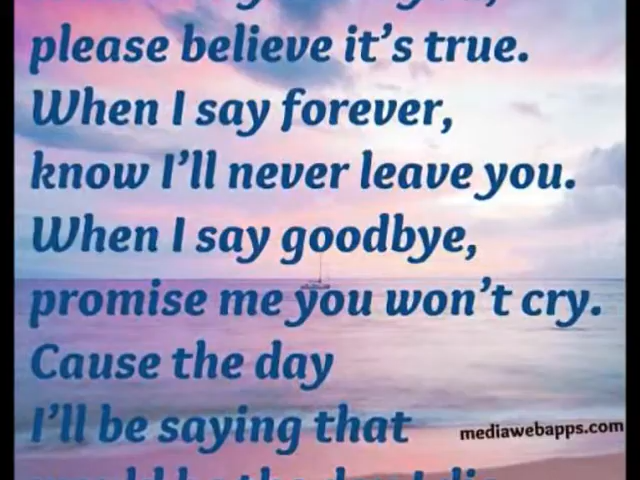 please believe it's true.
When I say forever,
know I'll never leave you.
When I say goodbye,
promise me you won't cry.
Cause the day
I'll be saying that
mediawebapps.com